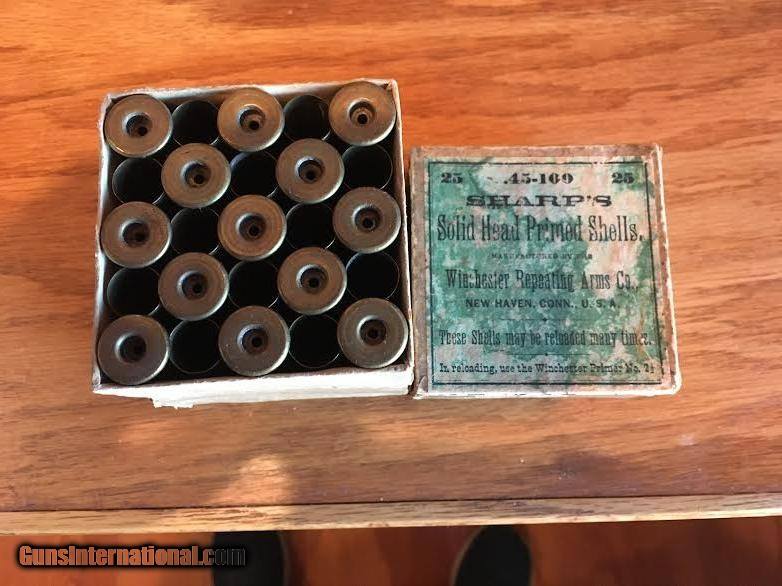 25 .45-100 25
SHARP'S
Solid Head Primed Shells.
MANUFACTURED BY THE
Winchester Repeating Arms Co.,
NEW HAVEN, CONN., U.S.A.
These Shells may be reloaded many times.
In reloading, use the Winchester Primer No. 2½
GunsInternational.com